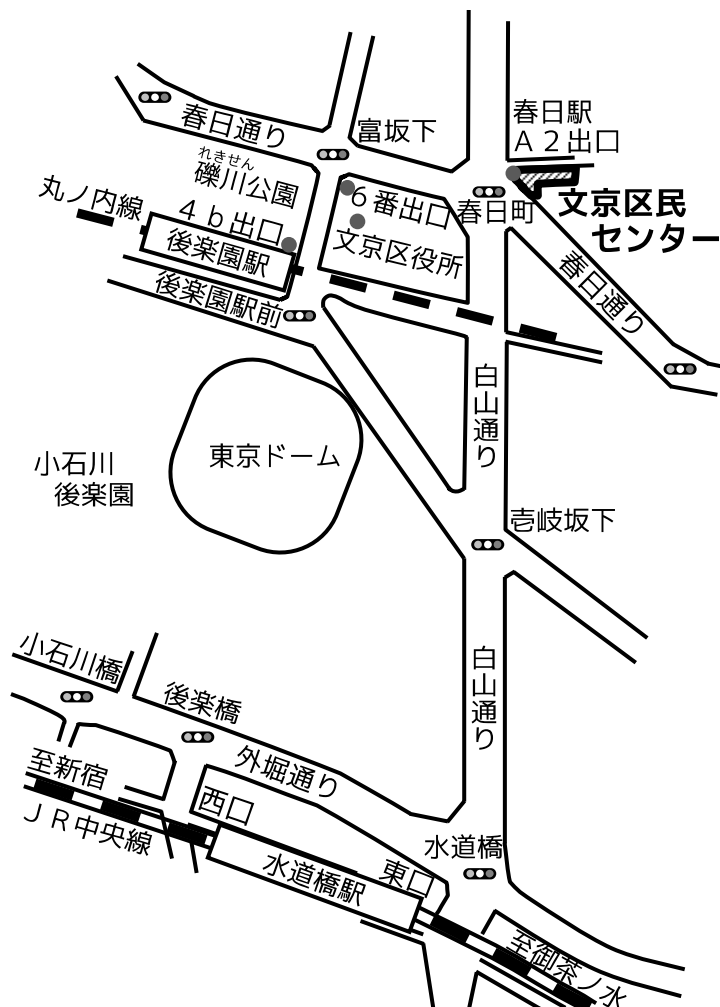 春日駅
A2出口
春日通り
富坂下
れきせん
礫川公園
丸ノ内線
4b出口
6番出口
春日町
文京区民
センター
後楽園駅
文京区役所
春日通り
後楽園駅前
白山通り
東京ドーム
小石川
後楽園
壱岐坂下
小石川橋
白山通り
後楽橋
外堀通り
至新宿
JR中央線
西口
水道橋
水道橋駅
東口
至御茶ノ水